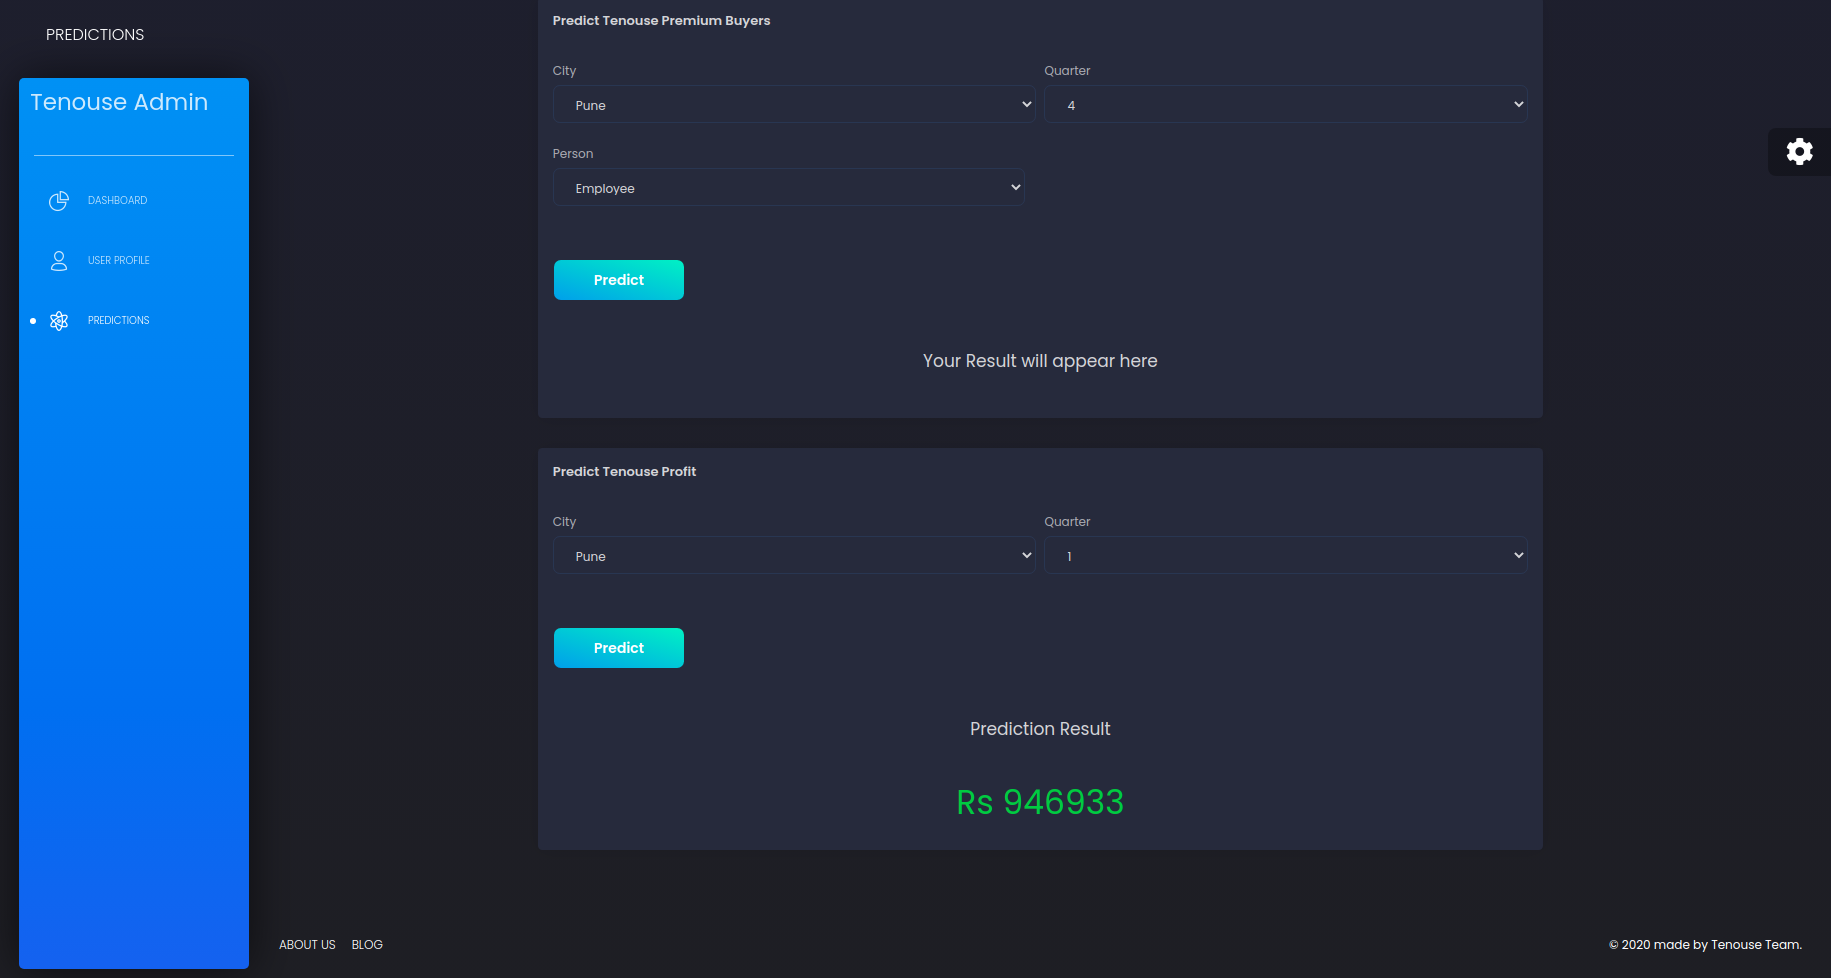 PREDICTIONS
Tenouse Admin
DASHBOARD
USER PROFILE
PREDICTIONS
Predict Tenouse Premium Buyers
City
Quarter
Pune
4
Person
Employee
Predict
Your Result will appear here
Predict Tenouse Profit
City
Quarter
Pune
1
Predict
Prediction Result
Rs 946933
ABOUT US BLOG
© 2020 made by Tenouse Team.